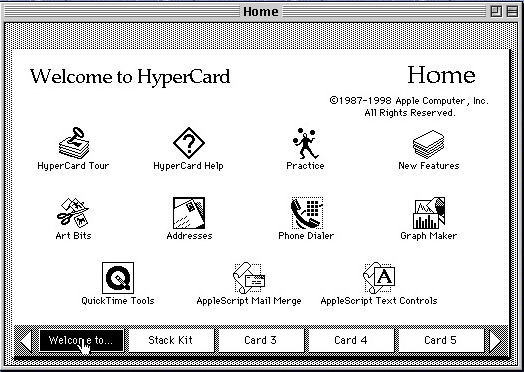 Home
Welcome to HyperCard
Home
©1987-1998 Apple Computer, Inc.
All Rights Reserved.
HyperCard Tour
HyperCard Help
Practice
New Features
Art Bits
Addresses
Phone Dialer
Graph Maker
QuickTime Tools
AppleScript Mail Merge
A
AppleScript Text Controls
Welcome to...
Stack Kit
Card 3
Card 4
Card 5